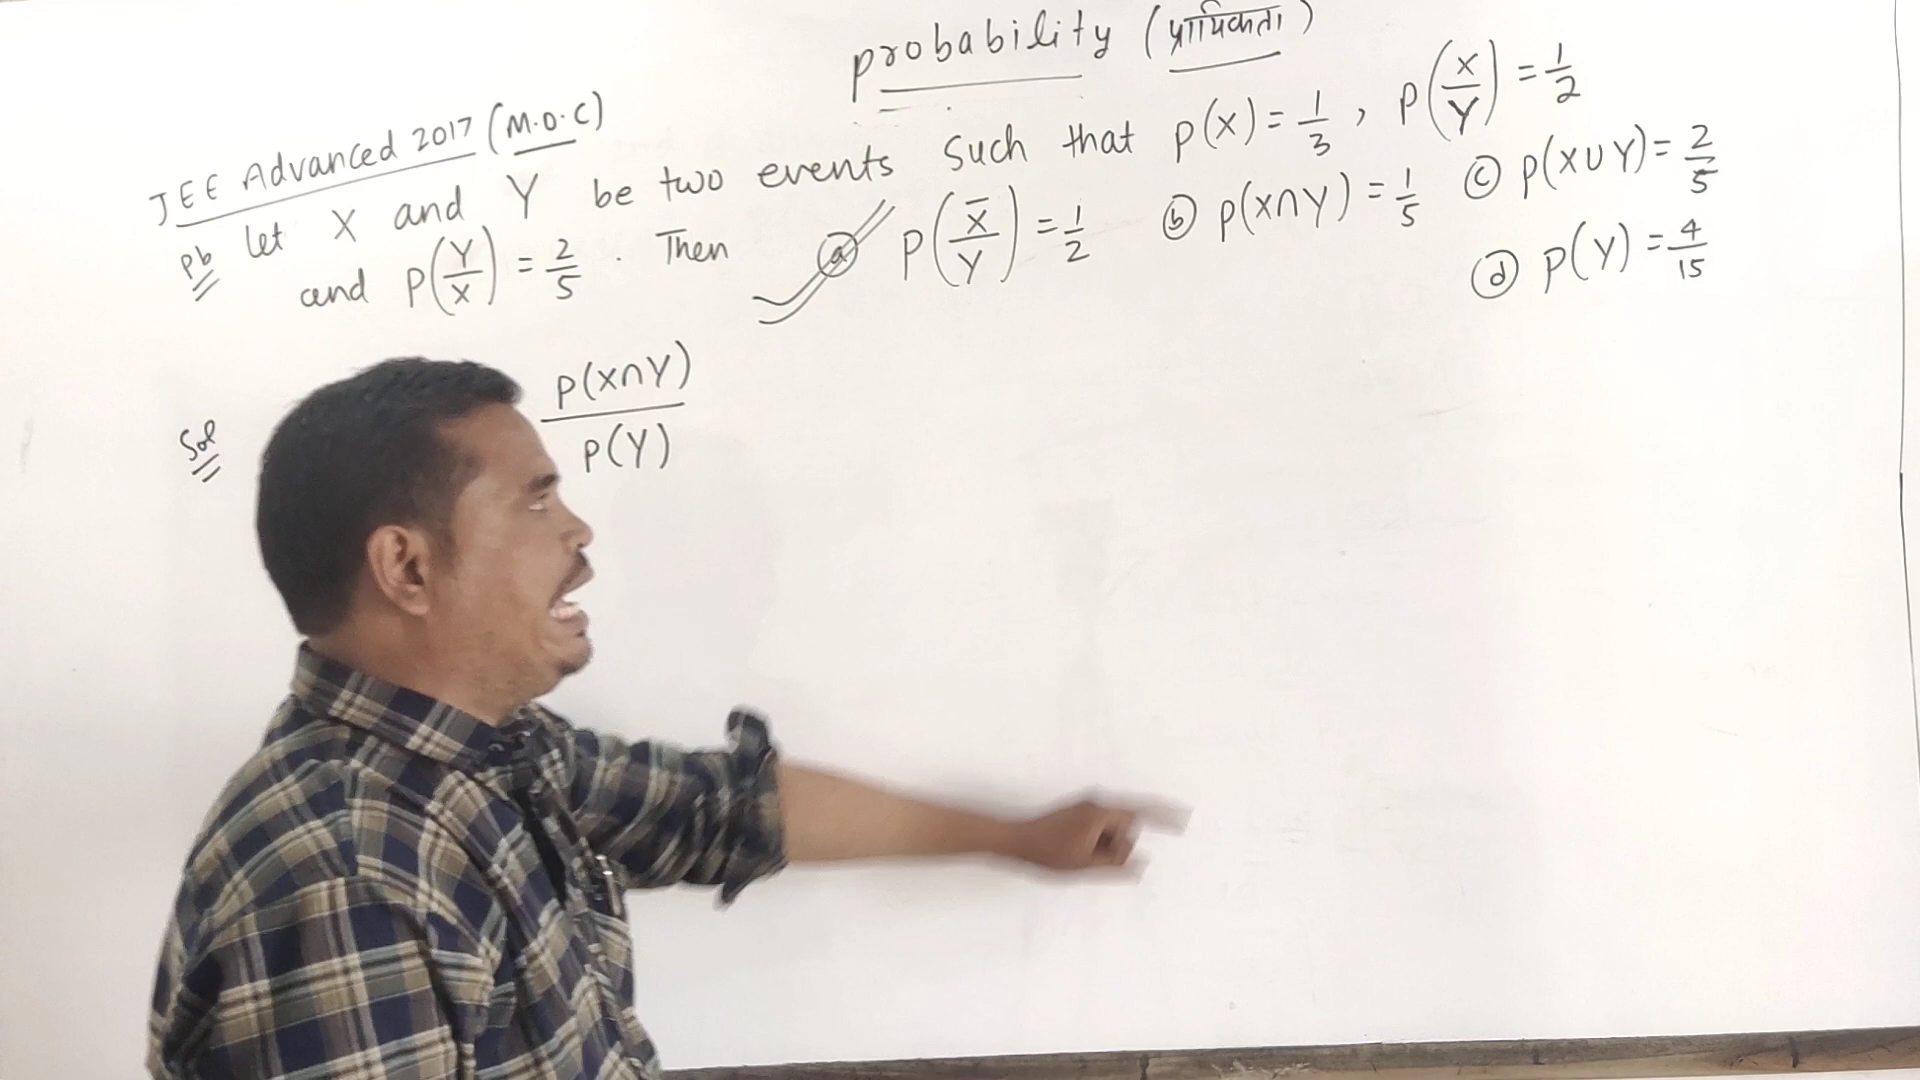 probability (प्रायिकता)
JEE Advanced 2017 (M.O.C)
Pb let X and Y be two events such that p(x) = 1/3 , p(X/Y) = 1/2
and p(Y/X) = 2/5 . Then (a) p(X̅/Y) = 1/2 (b) p(X∩Y) = 1/5 (c) p(X∪Y) = 2/5
(d) p(Y) = 4/15
Sol p(X∩Y)/p(Y)